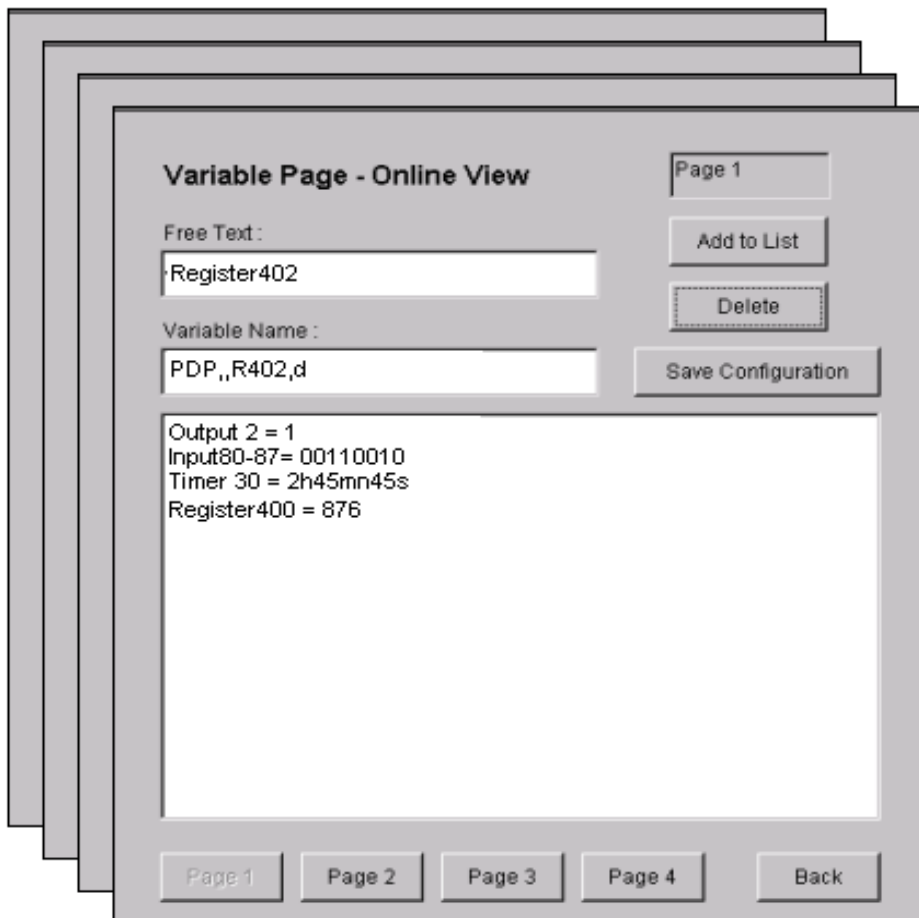 Variable Page - Online View
Page 1
Free Text :
Add to List
Register402
Delete
Variable Name :
PDP,,R402,d
Save Configuration
Output 2 = 1
Input80-87= 00110010
Timer 30 = 2h45mn45s
Register400 = 876
Page 1
Page 2
Page 3
Page 4
Back